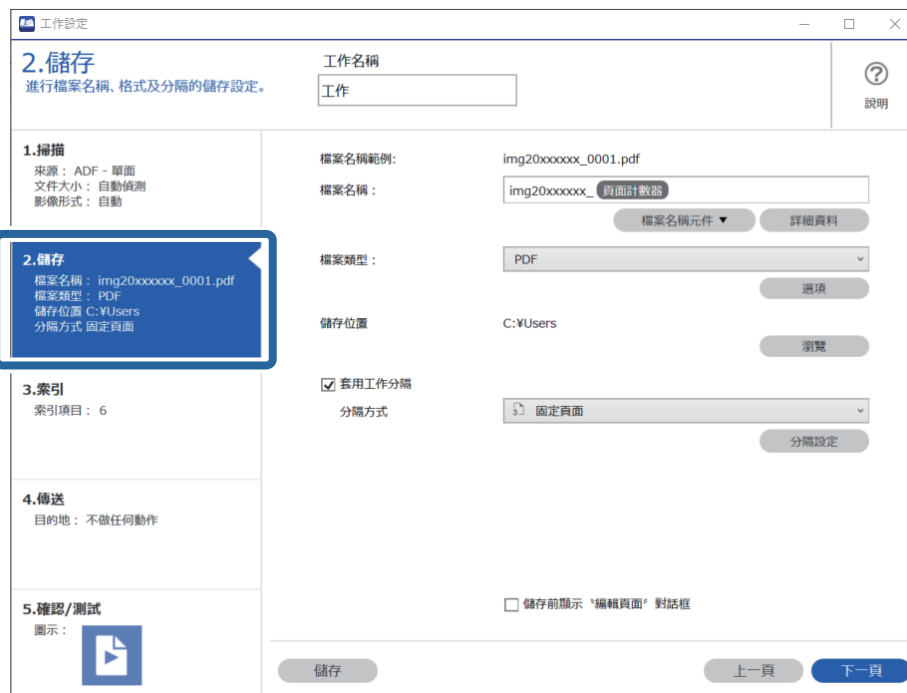 工作設定
2.儲存
進行檔案名稱、格式及分隔的儲存設定。
工作名稱
工作
說明
1.掃描
來源： ADF - 單面
文件大小： 自動偵測
影像形式： 自動
2.儲存
檔案名稱： img20xxxxxx_0001.pdf
檔案類型： PDF
儲存位置 C:¥Users
分隔方式 固定頁面
3.索引
索引項目： 6
4.傳送
目的地： 不做任何動作
5.確認/測試
圖示：
檔案名稱範例: img20xxxxxx_0001.pdf
檔案名稱： img20xxxxxx_ 頁面計數器
檔案名稱元件 ▼ 詳細資料
檔案類型： PDF
選項
儲存位置 C:¥Users
瀏覽
套用工作分隔
分隔方式 3 固定頁面
分隔設定
儲存前顯示〝編輯頁面〞對話框
儲存 上一頁 下一頁